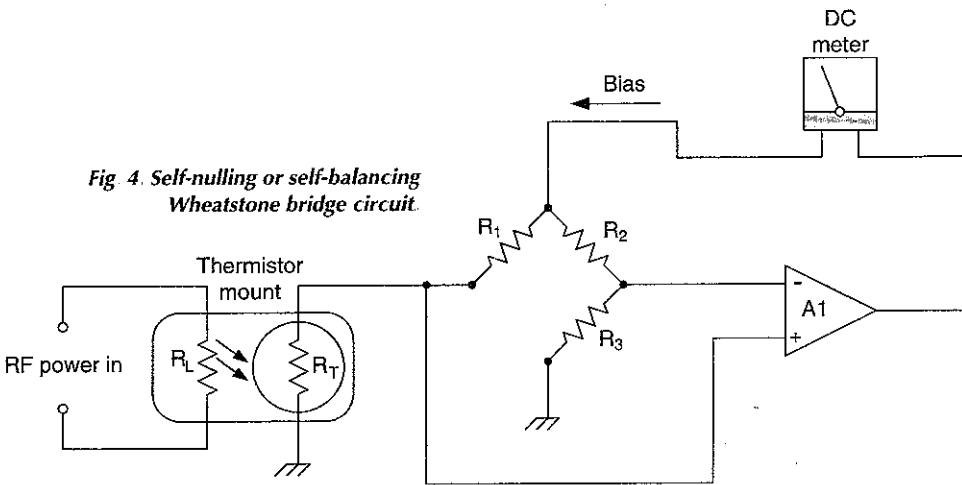 DC
meter
Bias
Fig. 4. Self-nulling or self-balancing
Wheatstone bridge circuit.
R1
R2
Thermistor
mount
-
A1
+
R3
RF power in
RL
RT